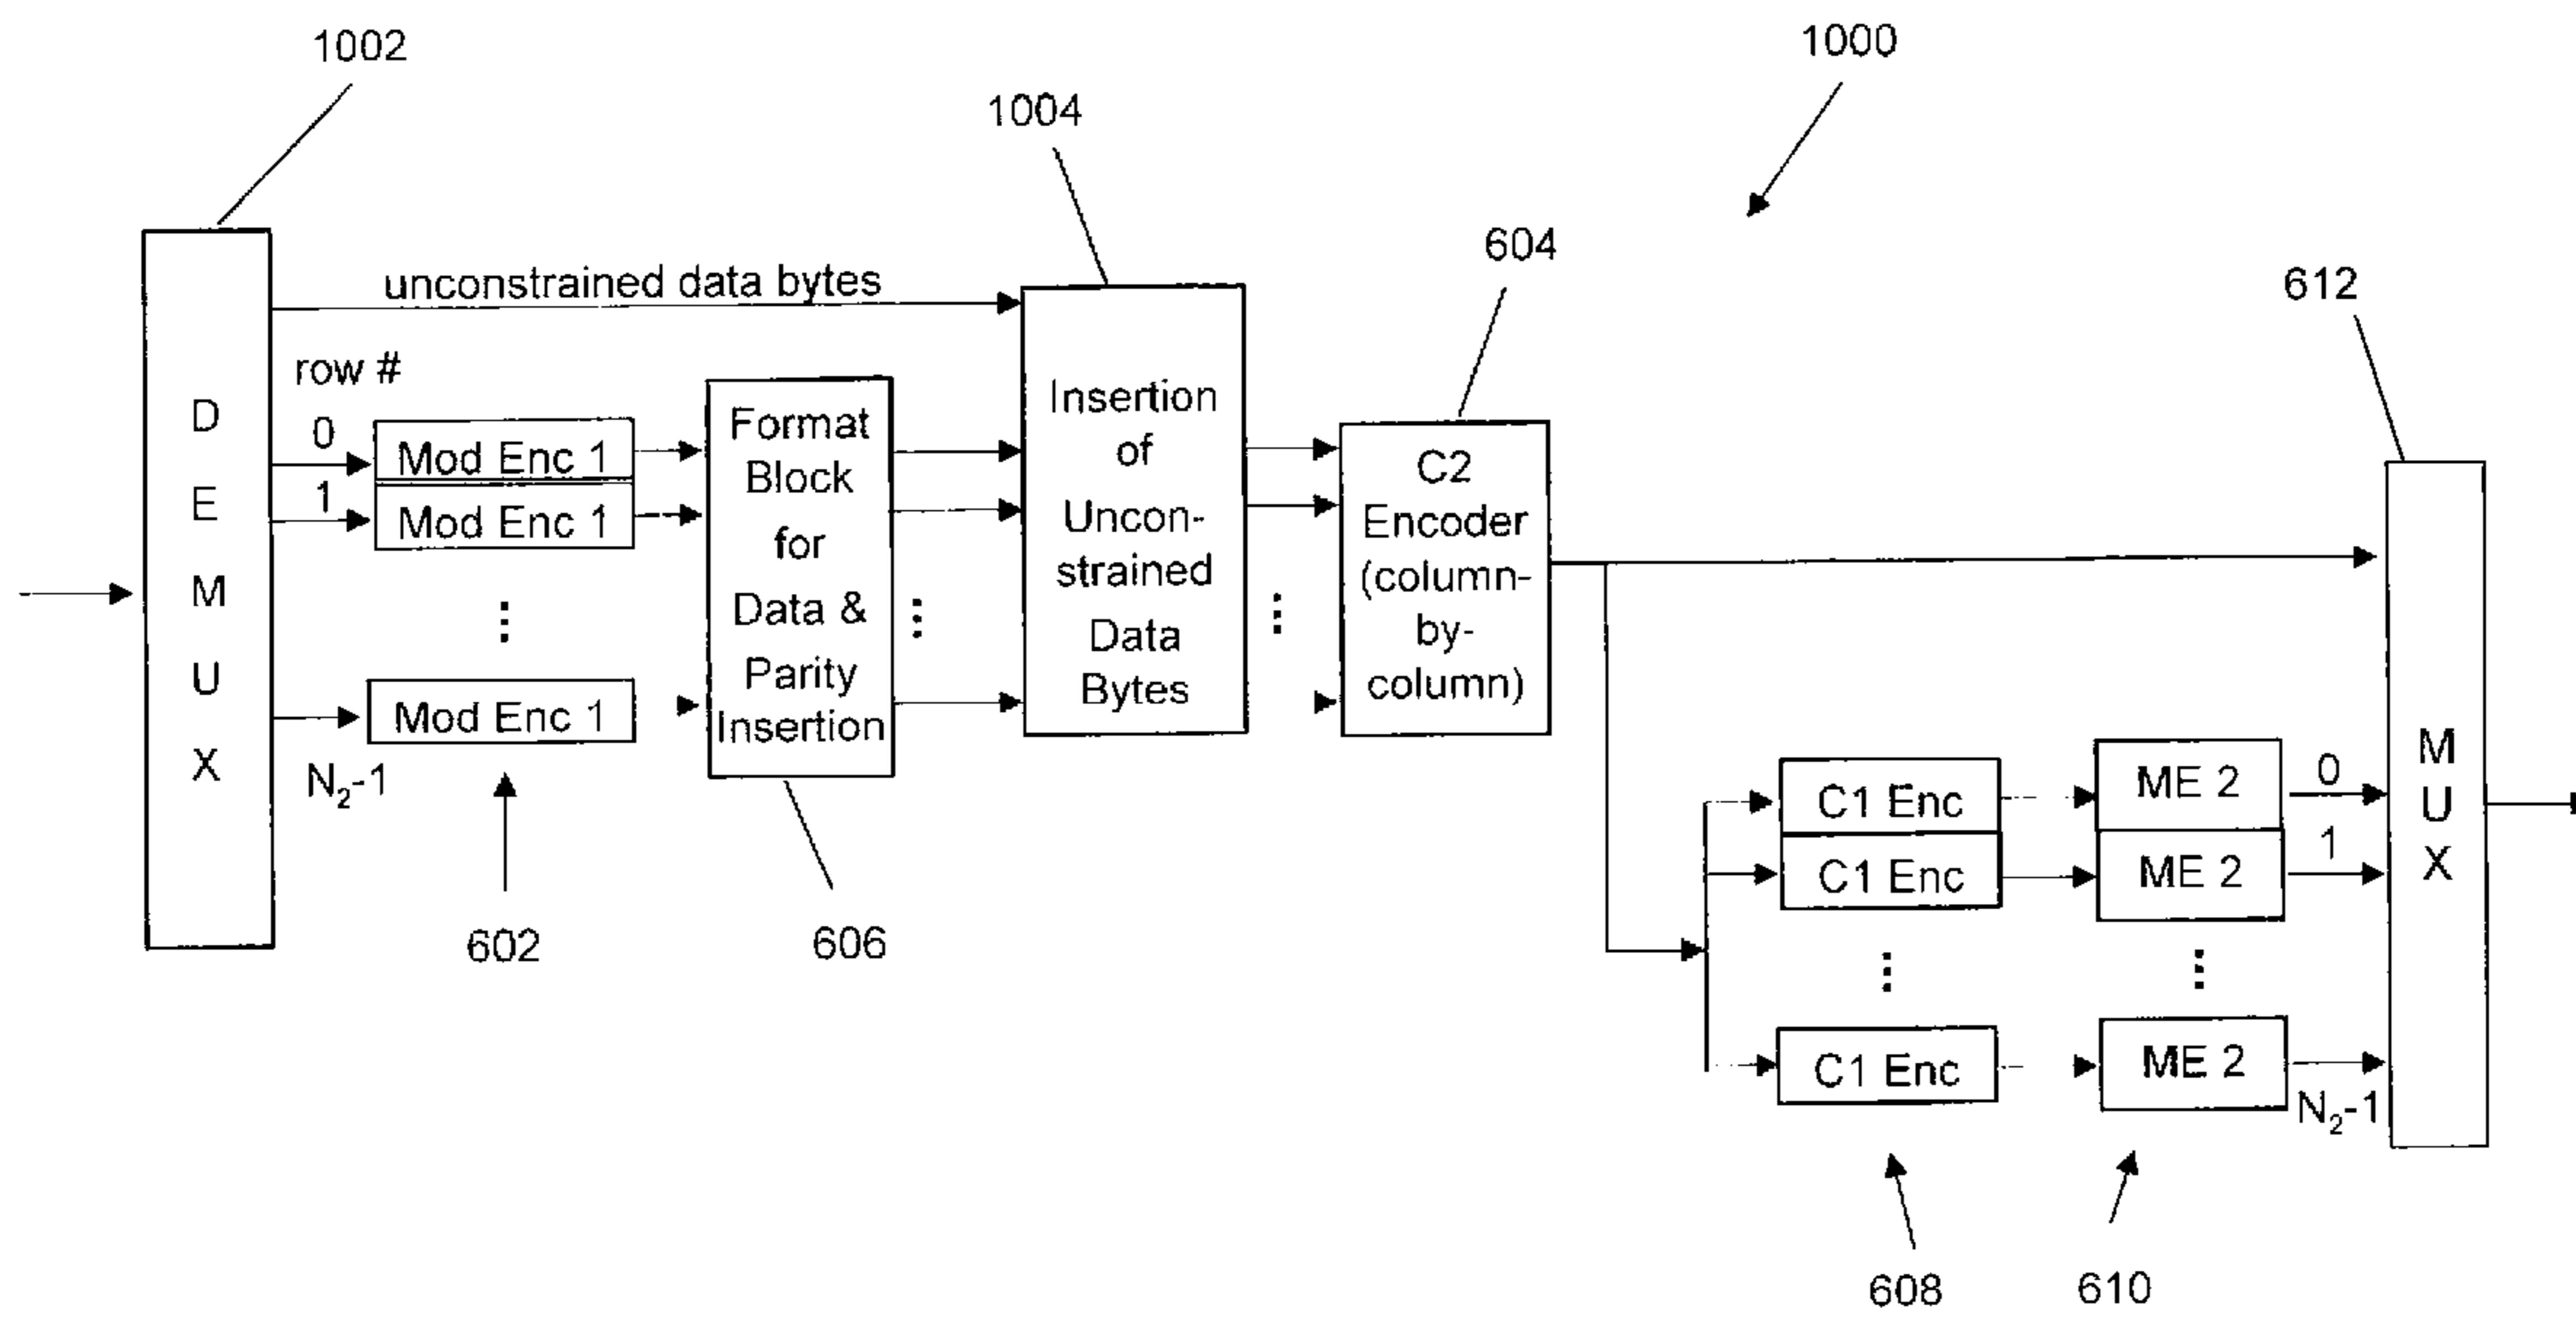 1002
1000
1004
604
612
unconstrained data bytes
row #
0
1
N₂-1
D
E
M
U
X
Mod Enc 1
Mod Enc 1
Mod Enc 1
Format
Block
for
Data &
Parity
Insertion
Insertion
of
Uncon-
strained
Data
Bytes
C2
Encoder
(column-
by-
column)
C1 Enc
C1 Enc
C1 Enc
ME 2
ME 2
ME 2
0
1
N₂-1
M
U
X
602
606
608
610